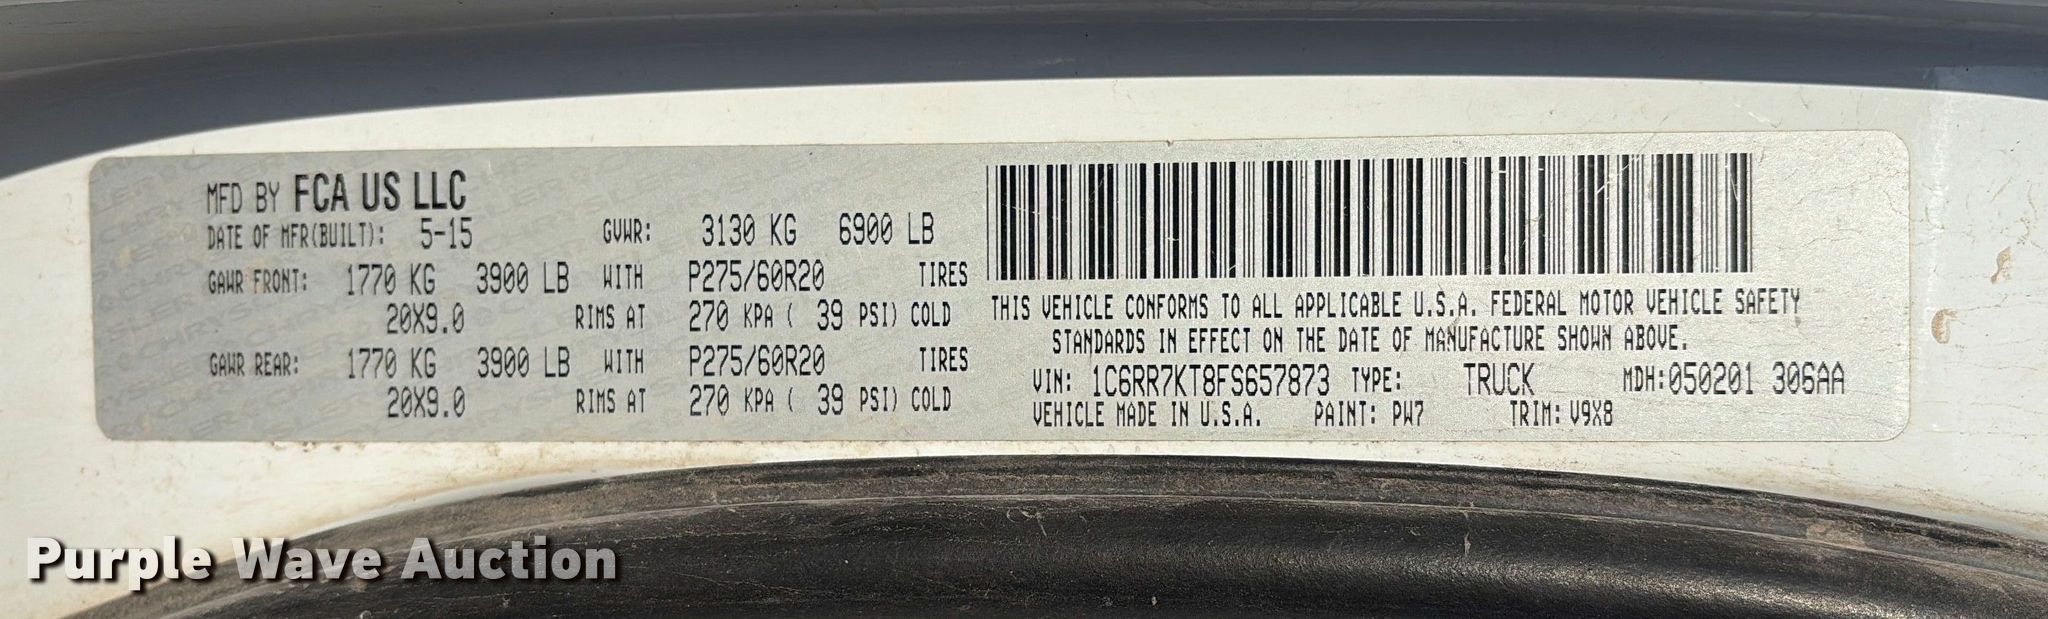 MFD BY FCA US LLC
DATE OF MFR(BUILT): 5-15 GVWR: 3130 KG 6900 LB
GAWR FRONT: 1770 KG 3900 LB WITH P275/60R20 TIRES
20X9.0 RIMS AT 270 KPA ( 39 PSI) COLD
GAWR REAR: 1770 KG 3900 LB WITH P275/60R20 TIRES
20X9.0 RIMS AT 270 KPA ( 39 PSI) COLD
THIS VEHICLE CONFORMS TO ALL APPLICABLE U.S.A. FEDERAL MOTOR VEHICLE SAFETY
STANDARDS IN EFFECT ON THE DATE OF MANUFACTURE SHOWN ABOVE.
VIN: 1C6RR7KT8FS657873 TYPE: TRUCK MDH:050201 306AA
VEHICLE MADE IN U.S.A. PAINT: PW7 TRIM: V9X8
Purple Wave Auction